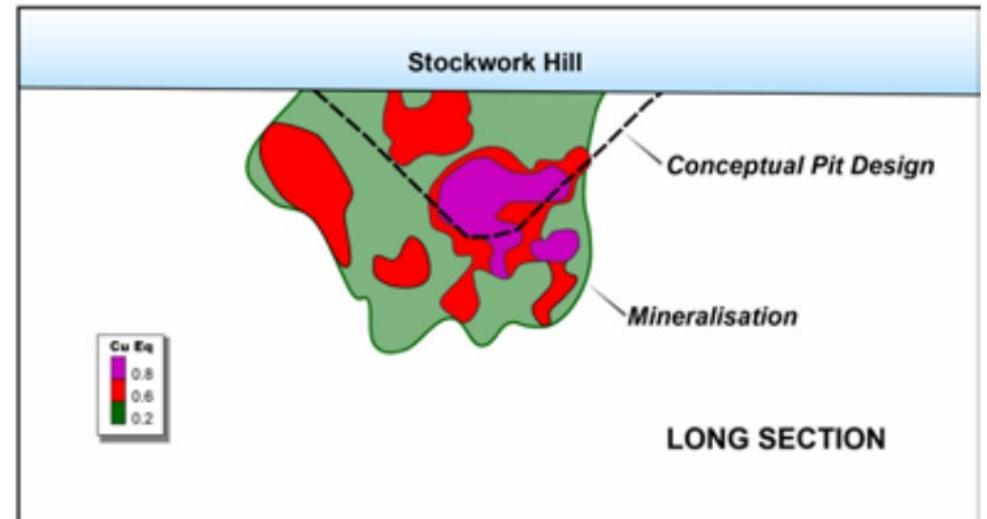 Stockwork Hill
Conceptual Pit Design
Mineralisation
Cu Eq
0.8
0.6
0.2
LONG SECTION